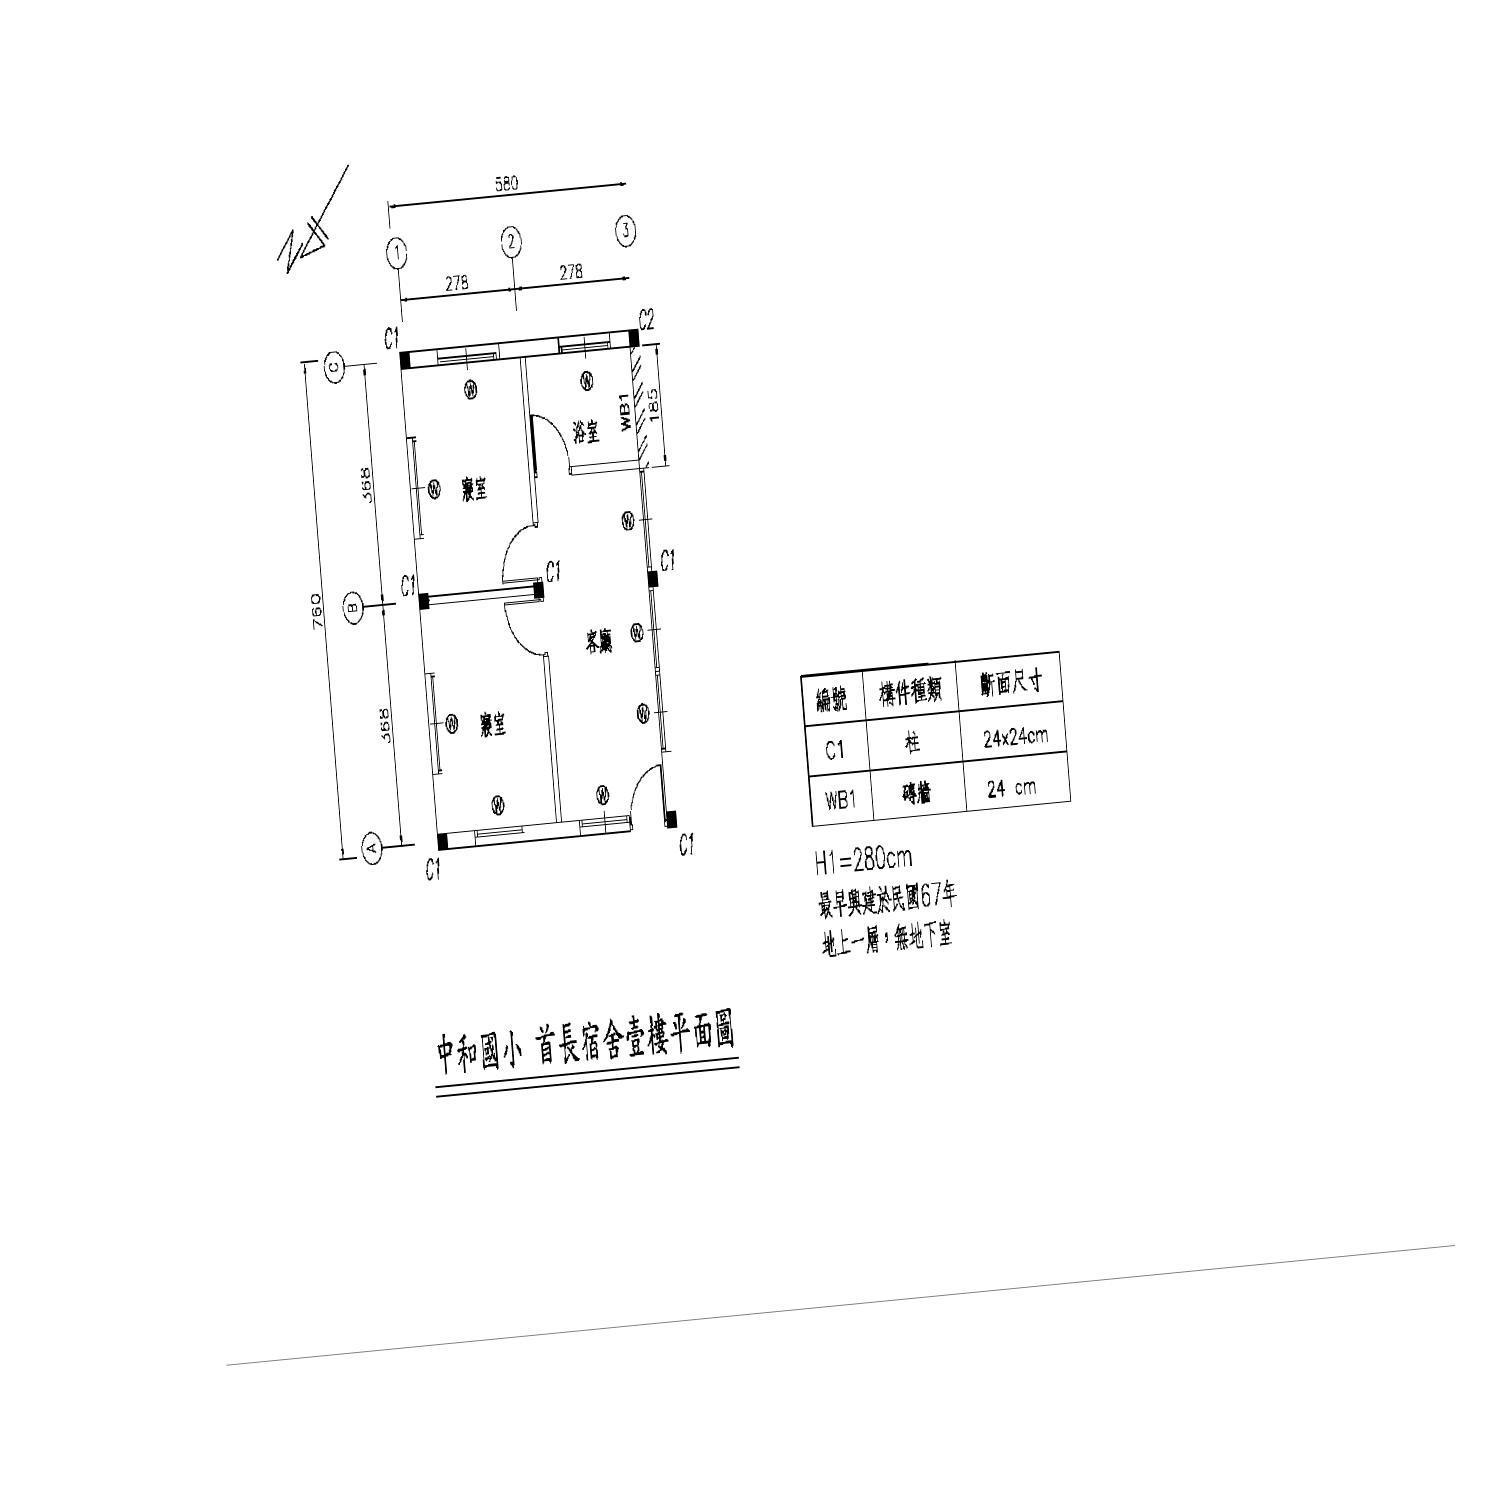 N
580
1
2
3
278
278
C1
C2
C
W
W
WB1
185
浴室
368
W
寢室
W
C1
C1
C1
760
B
W
客廳
368
W
寢室
W
W
W
A
C1
C1
編號 構件種類 斷面尺寸
C1 柱 24x24cm
WB1 磚牆 24 cm
H1=280cm
最早興建於民國67年
地上一層，無地下室
中和國小 首長宿舍壹樓平面圖